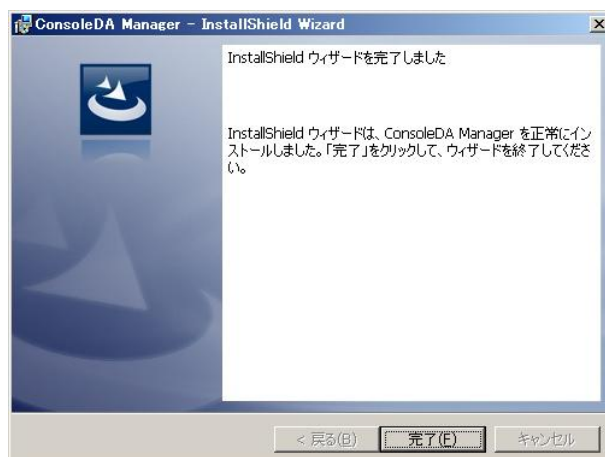 ConsoleDA Manager - InstallShield Wizard
InstallShield ウィザードを完了しました
InstallShield ウィザードは、ConsoleDA Manager を正常にイン
ストールしました。「完了」をクリックして、ウィザードを終了してくださ
い。
< 戻る(B)
完了(F)
キャンセル